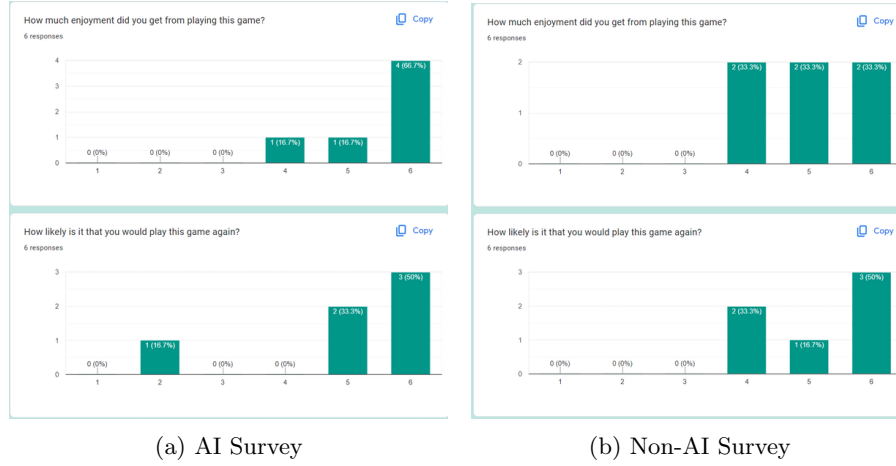 How much enjoyment did you get from playing this game?
Copy
6 responses
4
3
2
1
0
0 (0%)
0 (0%)
0 (0%)
1 (16.7%)
1 (16.7%)
4 (66.7%)
1 2 3 4 5 6
How likely is it that you would play this game again?
Copy
6 responses
3
2
1
0
0 (0%)
1 (16.7%)
0 (0%)
0 (0%)
2 (33.3%)
3 (50%)
1 2 3 4 5 6
(a) AI Survey
How much enjoyment did you get from playing this game?
Copy
6 responses
2
1
0
0 (0%)
0 (0%)
0 (0%)
2 (33.3%)
2 (33.3%)
2 (33.3%)
1 2 3 4 5 6
How likely is it that you would play this game again?
Copy
6 responses
3
2
1
0
0 (0%)
0 (0%)
0 (0%)
2 (33.3%)
1 (16.7%)
3 (50%)
1 2 3 4 5 6
(b) Non-AI Survey